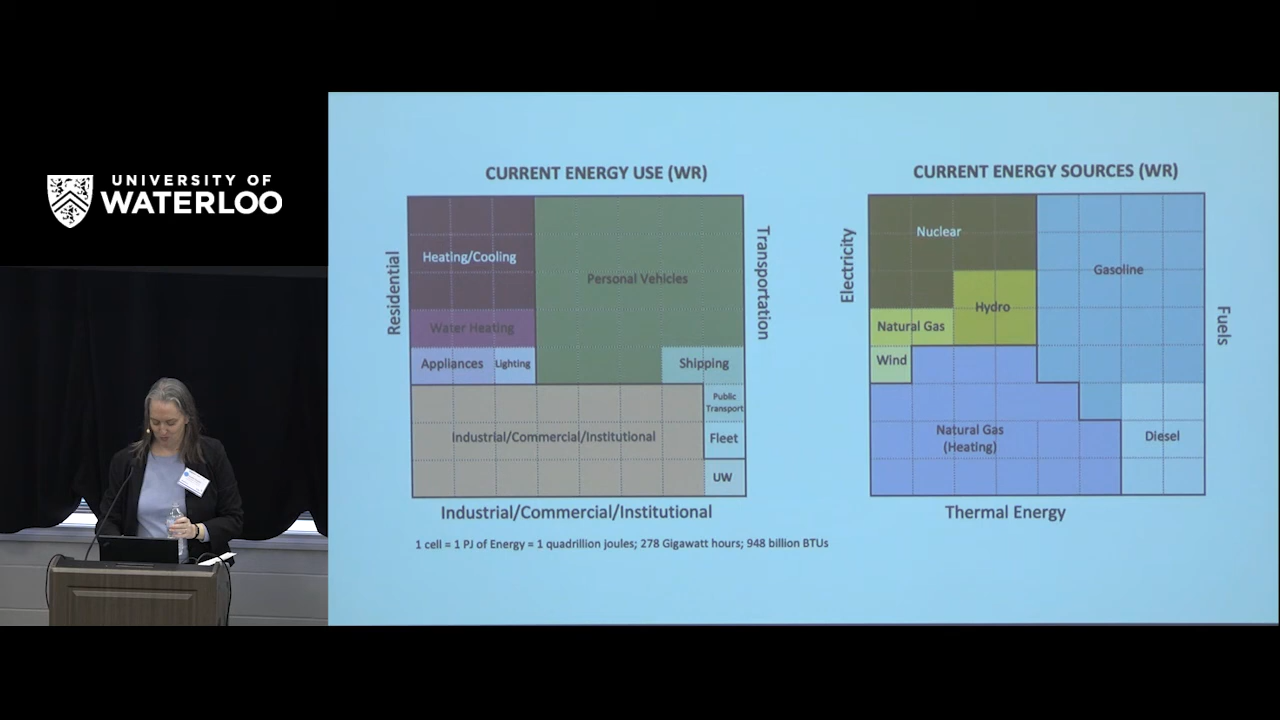 UNIVERSITY OF
WATERLOO
CURRENT ENERGY USE (WR)
Residential
Heating/Cooling
Water Heating
Appliances
Lighting
Personal Vehicles
Shipping
Transportation
Industrial/Commercial/Institutional
Public
Transport
Fleet
UW
Industrial/Commercial/Institutional
1 cell = 1 PJ of Energy = 1 quadrillion joules; 278 Gigawatt hours; 948 billion BTUs
CURRENT ENERGY SOURCES (WR)
Electricity
Nuclear
Hydro
Natural Gas
Wind
Gasoline
Fuels
Natural Gas
(Heating)
Diesel
Thermal Energy